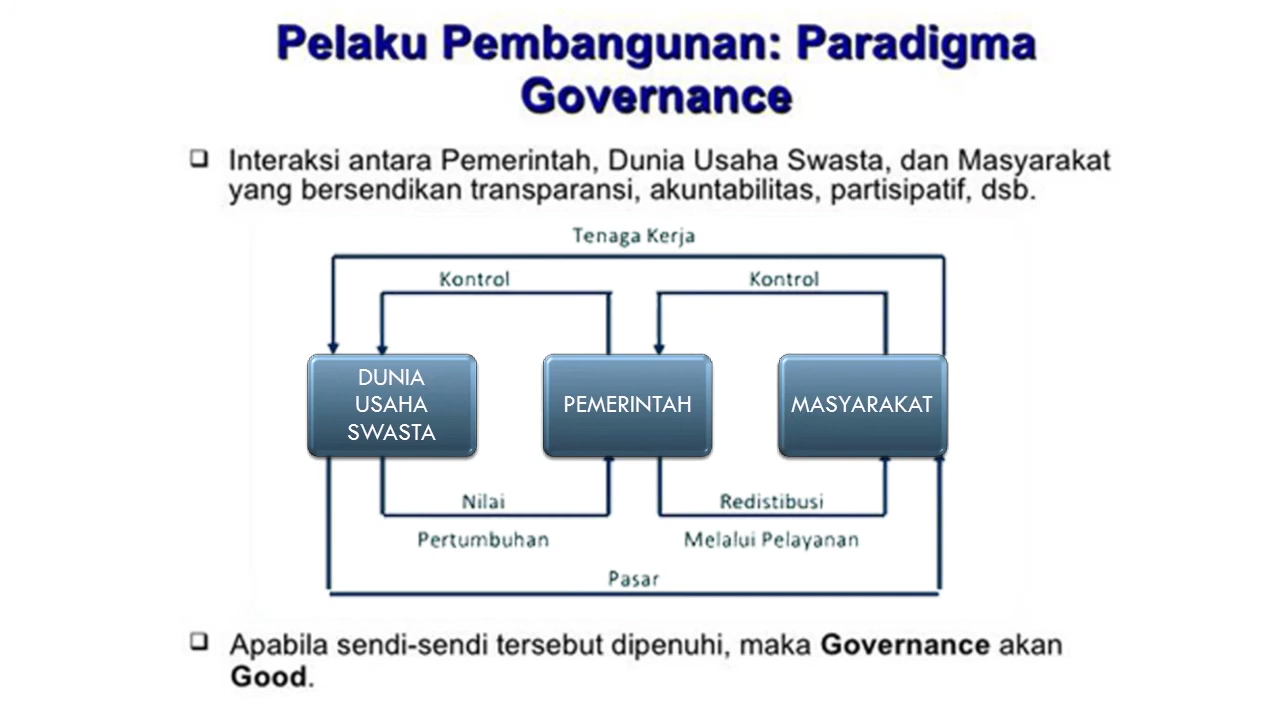 Pelaku Pembangunan: Paradigma
Governance
❑ Interaksi antara Pemerintah, Dunia Usaha Swasta, dan Masyarakat
yang bersendikan transparansi, akuntabilitas, partisipatif, dsb.
Tenaga Kerja
Kontrol
Kontrol
DUNIA
USAHA
SWASTA
PEMERINTAH
MASYARAKAT
Nilai
Pertumbuhan
Redistibusi
Melalui Pelayanan
Pasar
❑ Apabila sendi-sendi tersebut dipenuhi, maka Governance akan
Good.